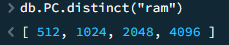 > db.PC.distinct("ram")
< [ 512, 1024, 2048, 4096 ]